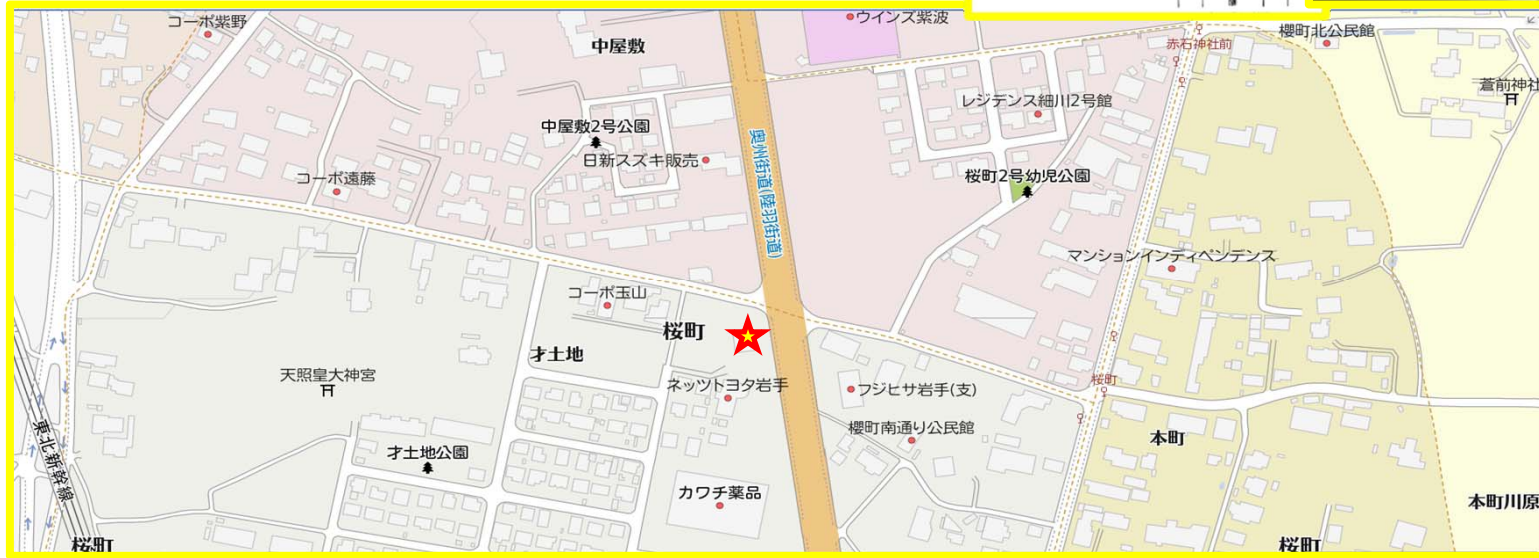 ウインズ紫波
コーポ紫野
櫻町北公民館
中屋敷
赤石神社前
蒼前神社
レジデンス細川2号館
中屋敷2号公園
日新スズキ販売
奥州街道(陸羽街道)
コーポ遠藤
桜町2号幼児公園
マンションインディペンデンス
コーポ玉山
桜町
才土地
天照皇大神宮
ネッツトヨタ岩手
フジヒサ岩手(支)
桜町
東北新幹線
櫻町南通り公民館
本町
才土地公園
カワチ薬品
本町川原
桜町
桜町